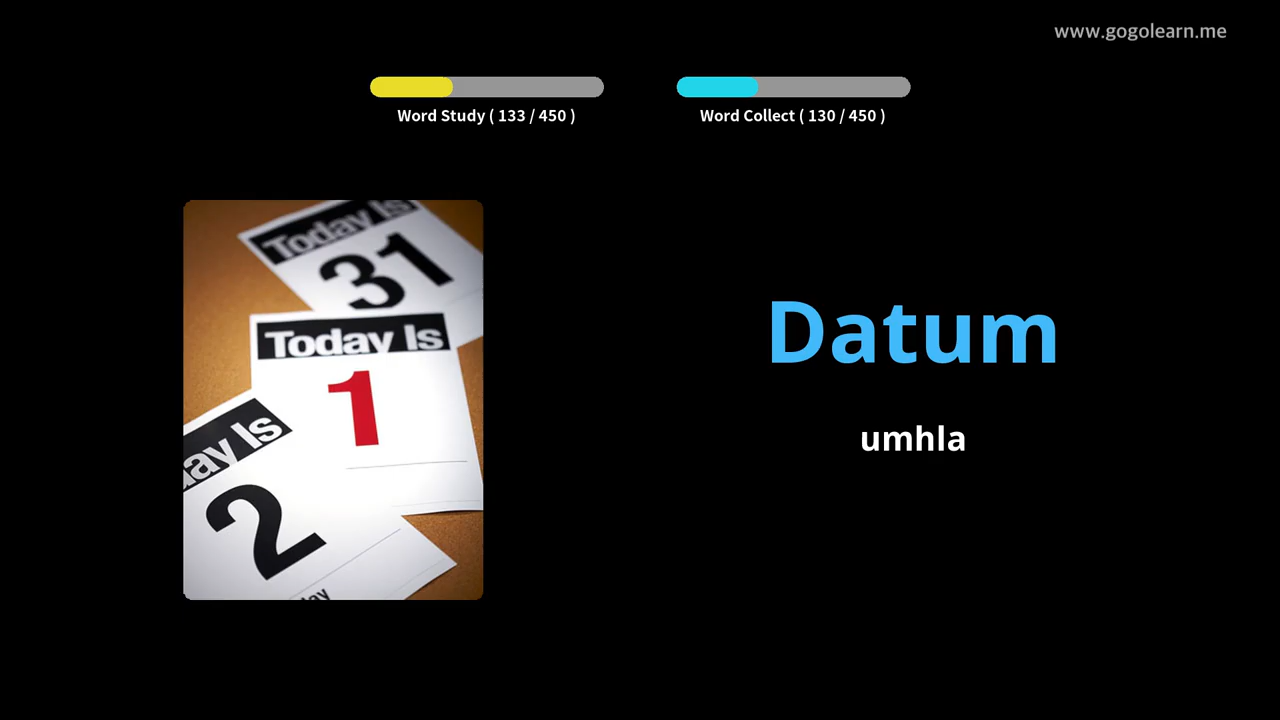 www.gogolearn.me
Word Study ( 133 / 450 )
Word Collect ( 130 / 450 )
Today Is
31
Today Is
1
ay Is
2
ay
Datum
umhla